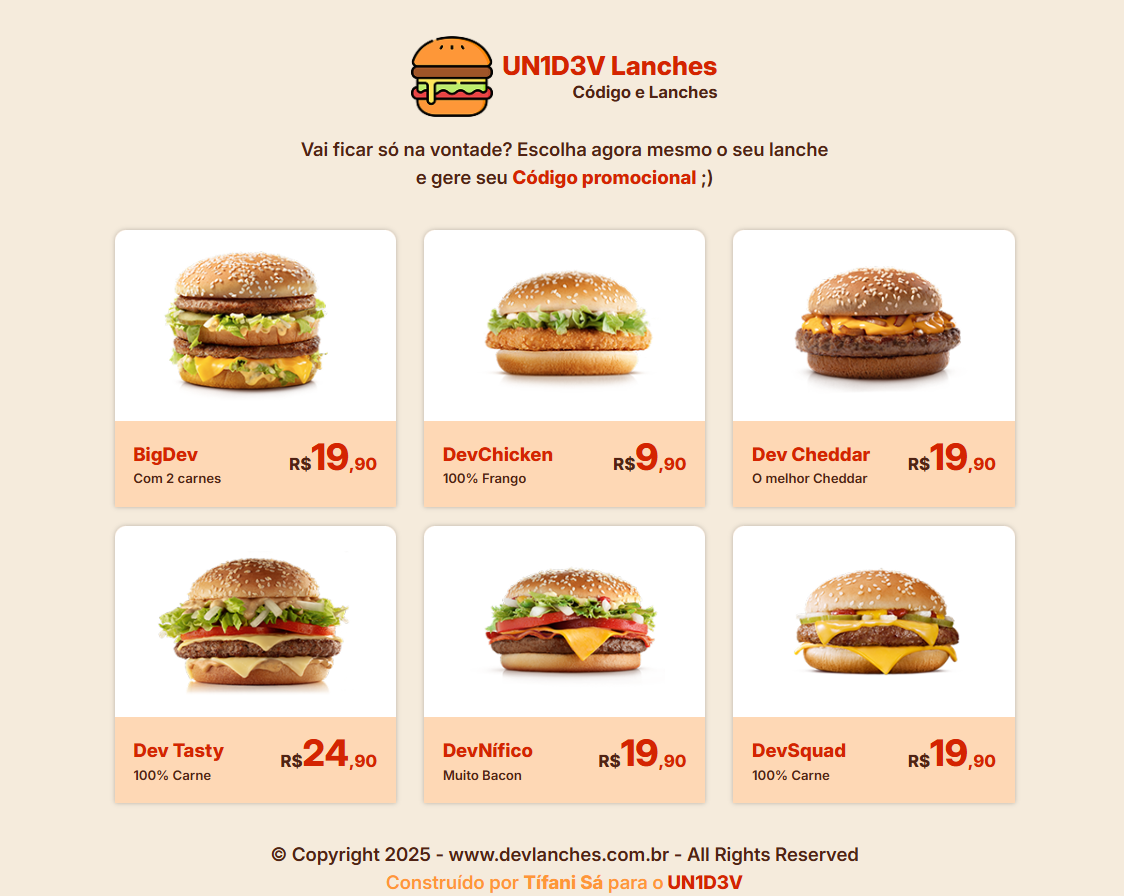 UN1D3V Lanches
Código e Lanches
Vai ficar só na vontade? Escolha agora mesmo o seu lanche
e gere seu Código promocional ;)
BigDev
Com 2 carnes
R$19,90
DevChicken
100% Frango
R$9,90
Dev Cheddar
O melhor Cheddar
R$19,90
Dev Tasty
100% Carne
R$24,90
DevNífico
Muito Bacon
R$19,90
DevSquad
100% Carne
R$19,90
© Copyright 2025 - www.devlanches.com.br - All Rights Reserved
Construído por Tífani Sá para o UN1D3V